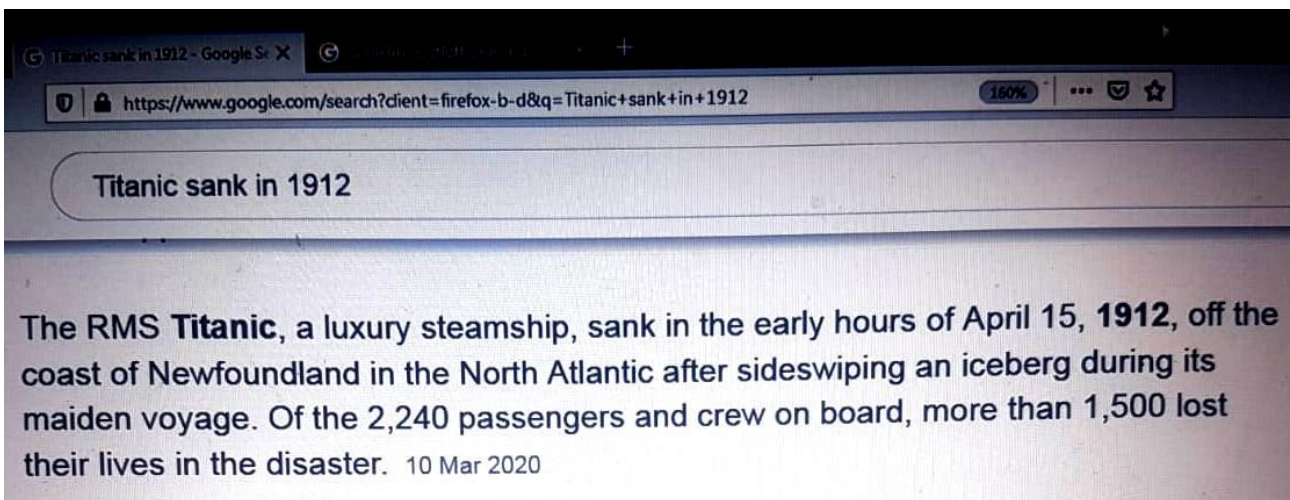 Titanic sank in 1912 - Google Se
https://www.google.com/search?client=firefox-b-d&q=Titanic+sank+in+1912
160%
Titanic sank in 1912
The RMS Titanic, a luxury steamship, sank in the early hours of April 15, 1912, off the
coast of Newfoundland in the North Atlantic after sideswiping an iceberg during its
maiden voyage. Of the 2,240 passengers and crew on board, more than 1,500 lost
their lives in the disaster. 10 Mar 2020